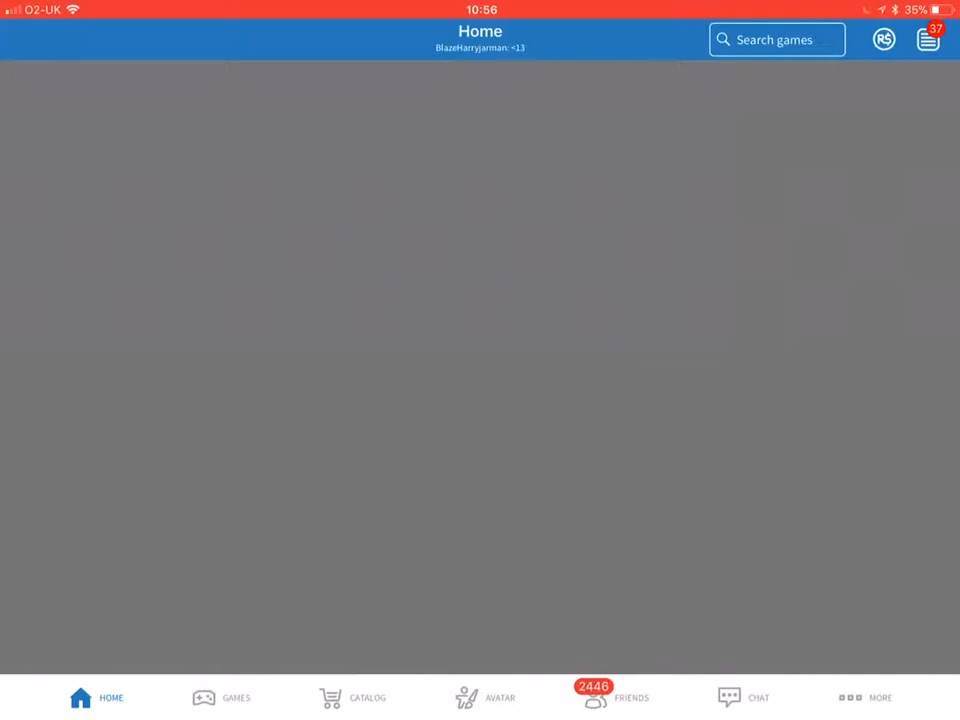 O2-UK 10:56 35%
Home
BlazeHarryjarman: <13
Search games
R$
37
HOME GAMES CATALOG AVATAR 2446 FRIENDS CHAT MORE